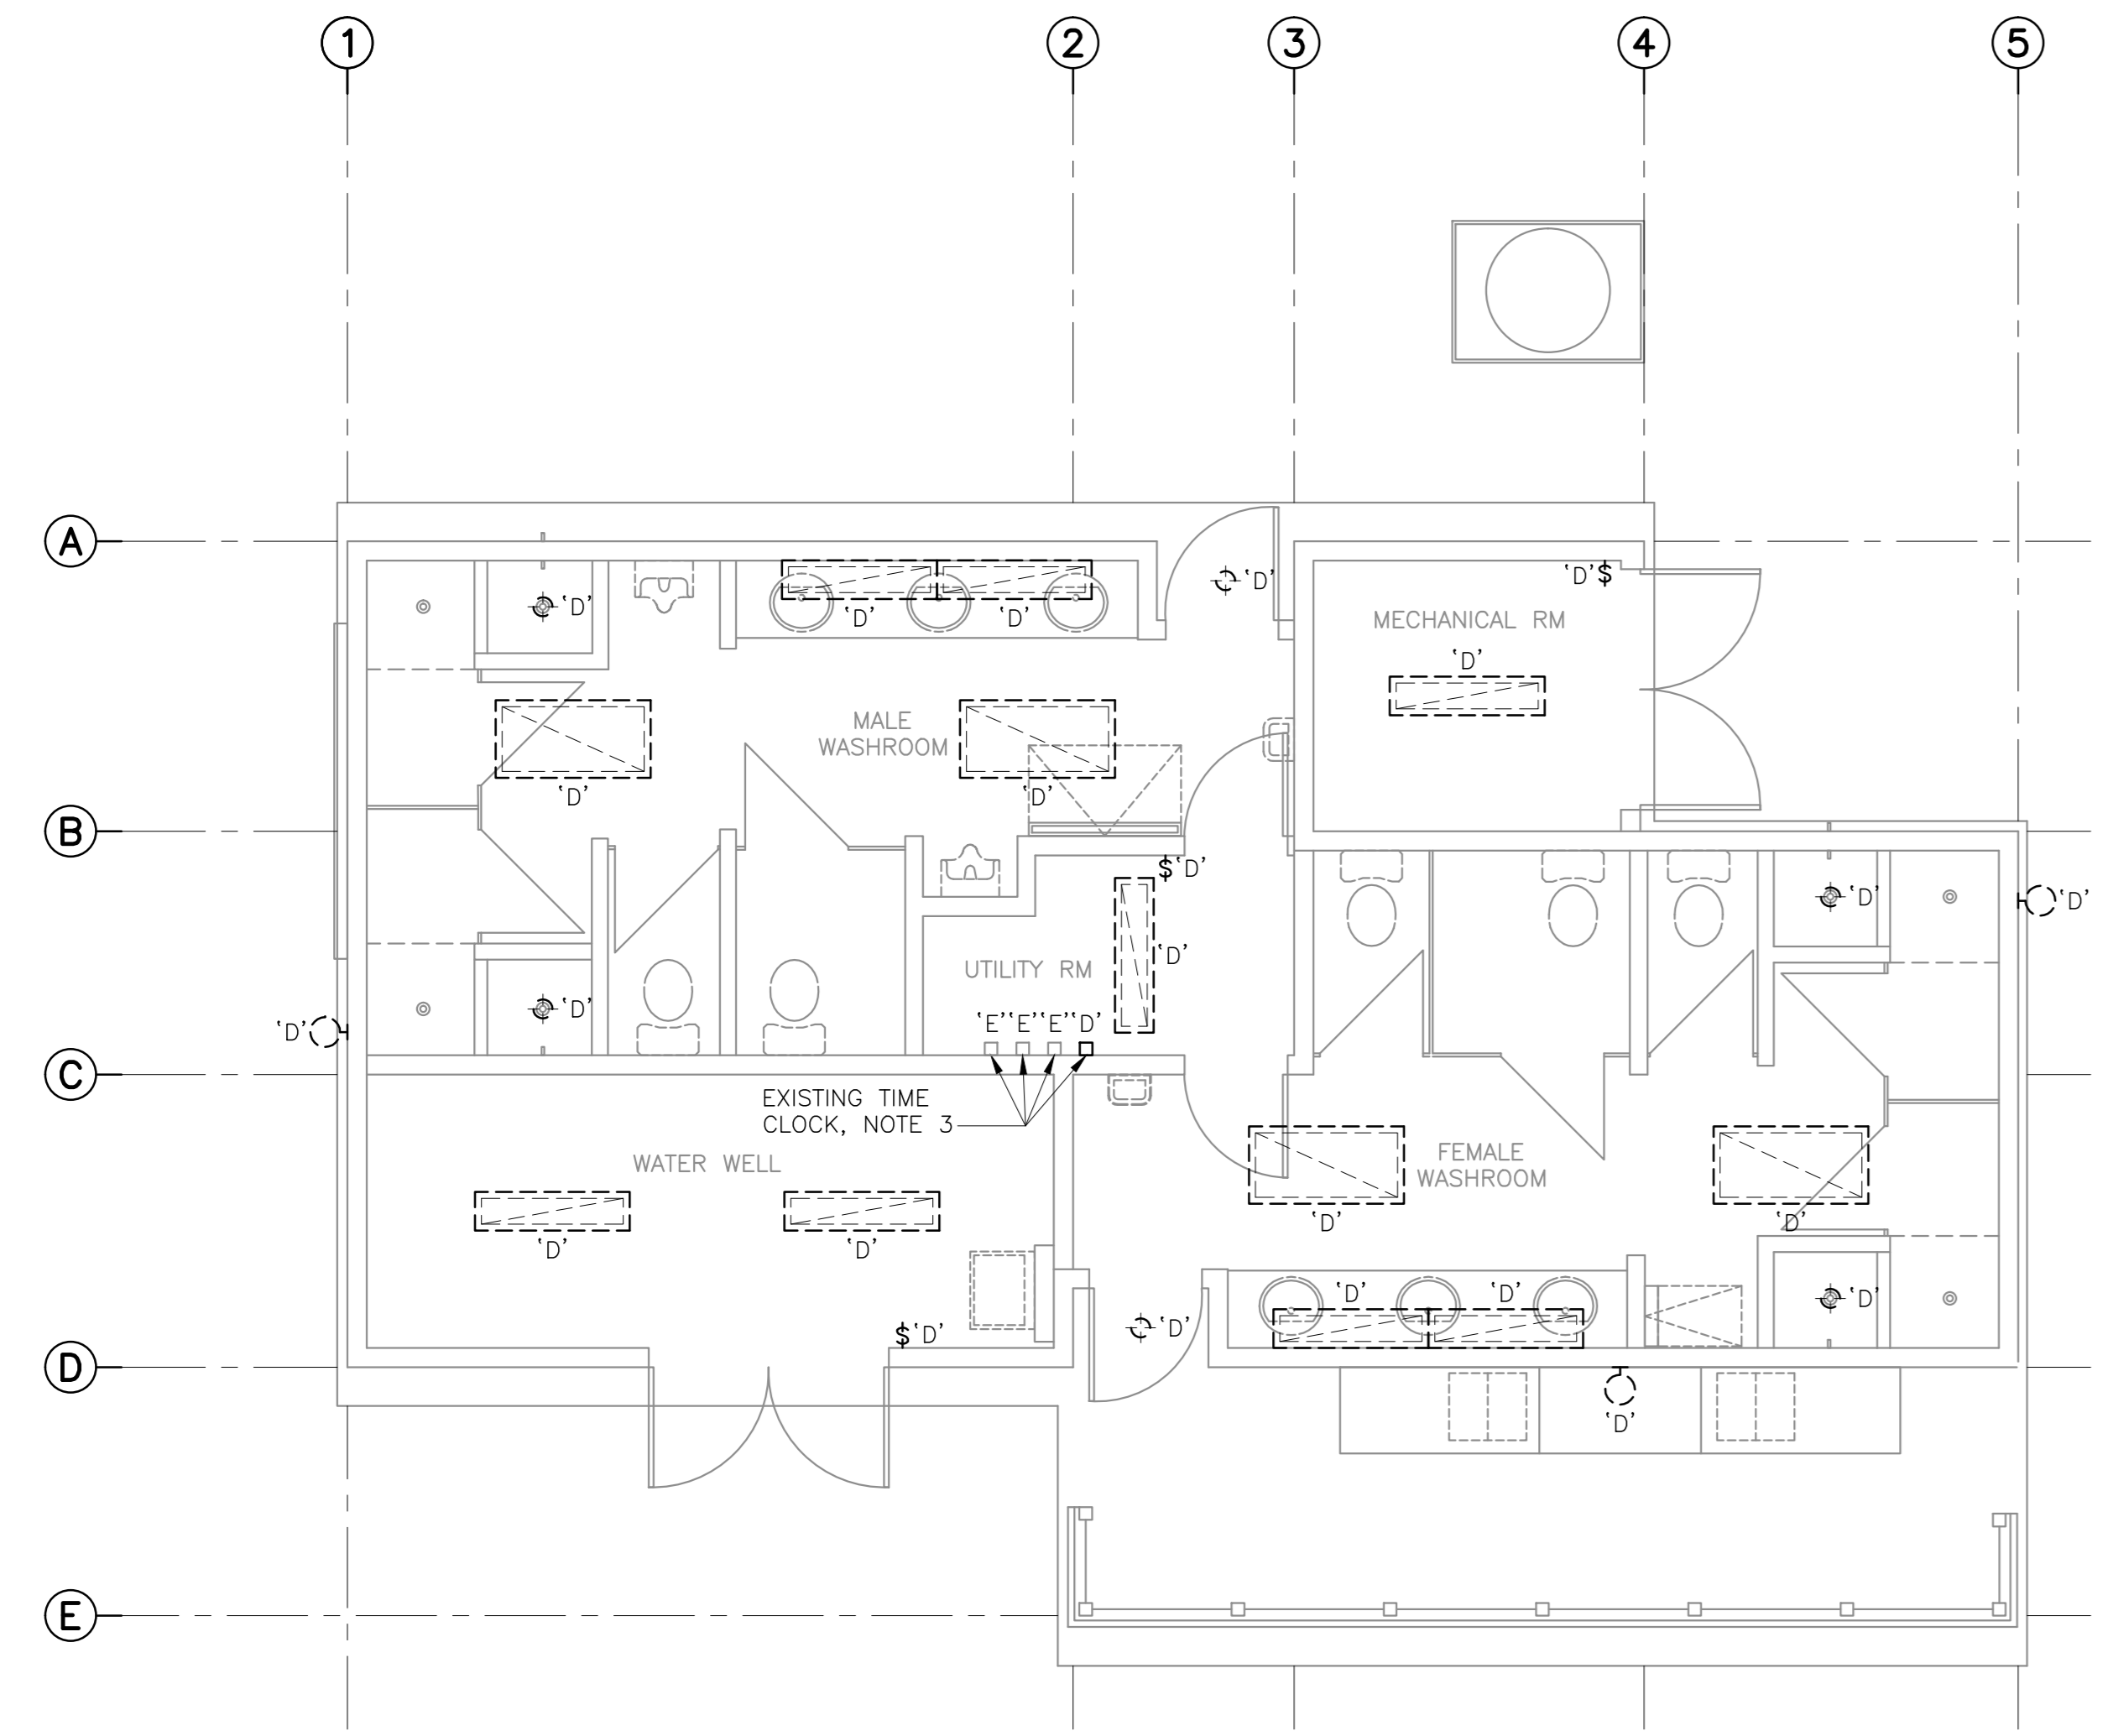 1 2 3 4 5
A
'D' $
'D' 'D'
'D' 'D'
MECHANICAL RM
'D'
MALE
WASHROOM
'D' 'D'
B
$ 'D'
'D' 'D'
'D'
UTILITY RM
'D' 'D'
'E' 'E' 'E' 'D'
C
EXISTING TIME
CLOCK, NOTE 3
WATER WELL
FEMALE
WASHROOM
'D' 'D'
'D' 'D'
'D' 'D' 'D'
$ 'D' 'D'
D
'D'
E